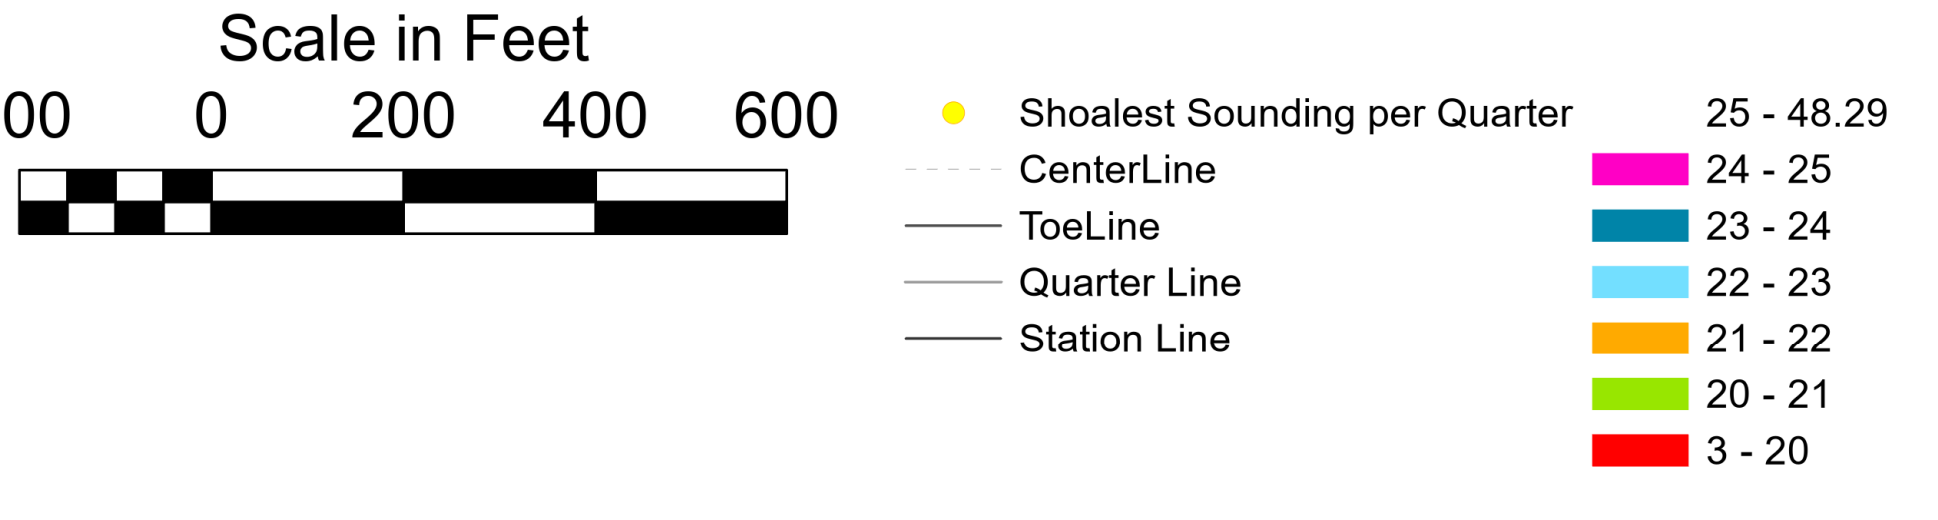 Scale in Feet
00 0 200 400 600
Shoalest Sounding per Quarter
CenterLine
ToeLine
Quarter Line
Station Line
25 - 48.29
24 - 25
23 - 24
22 - 23
21 - 22
20 - 21
3 - 20